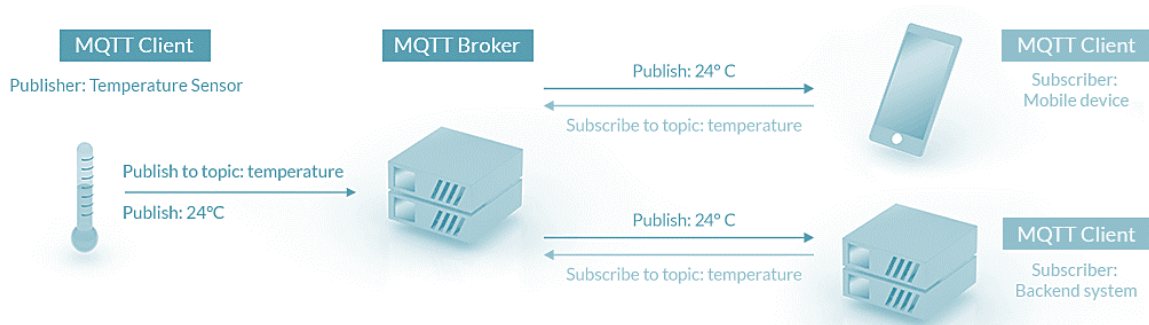 MQTT Client
Publisher: Temperature Sensor
Publish to topic: temperature
Publish: 24°C
MQTT Broker
Publish: 24° C
Subscribe to topic: temperature
MQTT Client
Subscriber:
Mobile device
Publish: 24° C
Subscribe to topic: temperature
MQTT Client
Subscriber:
Backend system